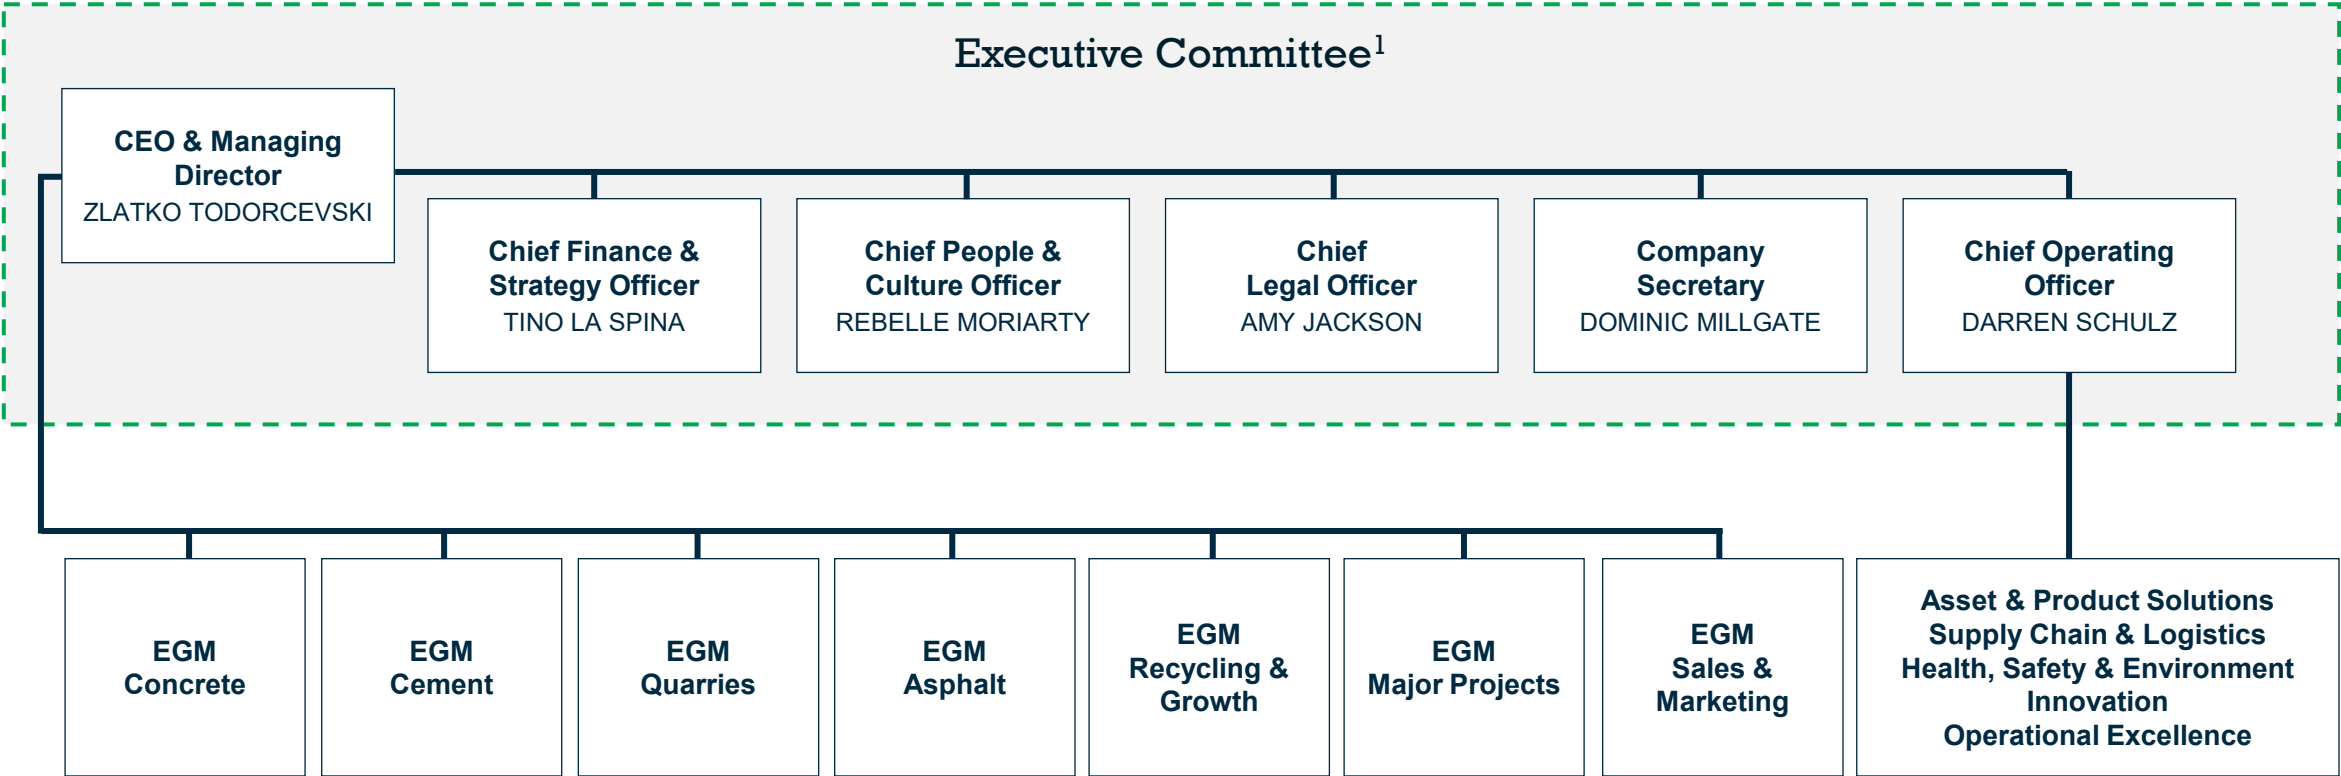 Executive Committee¹
CEO & Managing
Director
ZLATKO TODORCEVSKI
Chief Finance &
Strategy Officer
TINO LA SPINA
Chief People &
Culture Officer
REBELLE MORIARTY
Chief
Legal Officer
AMY JACKSON
Company
Secretary
DOMINIC MILLGATE
Chief Operating
Officer
DARREN SCHULZ
EGM
Concrete
EGM
Cement
EGM
Quarries
EGM
Asphalt
EGM
Recycling &
Growth
EGM
Major Projects
EGM
Sales &
Marketing
Asset & Product Solutions
Supply Chain & Logistics
Health, Safety & Environment
Innovation
Operational Excellence